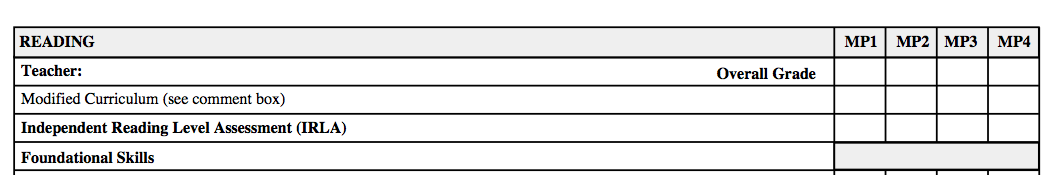 READING MP1 MP2 MP3 MP4
Teacher: Overall Grade
Modified Curriculum (see comment box)
Independent Reading Level Assessment (IRLA)
Foundational Skills